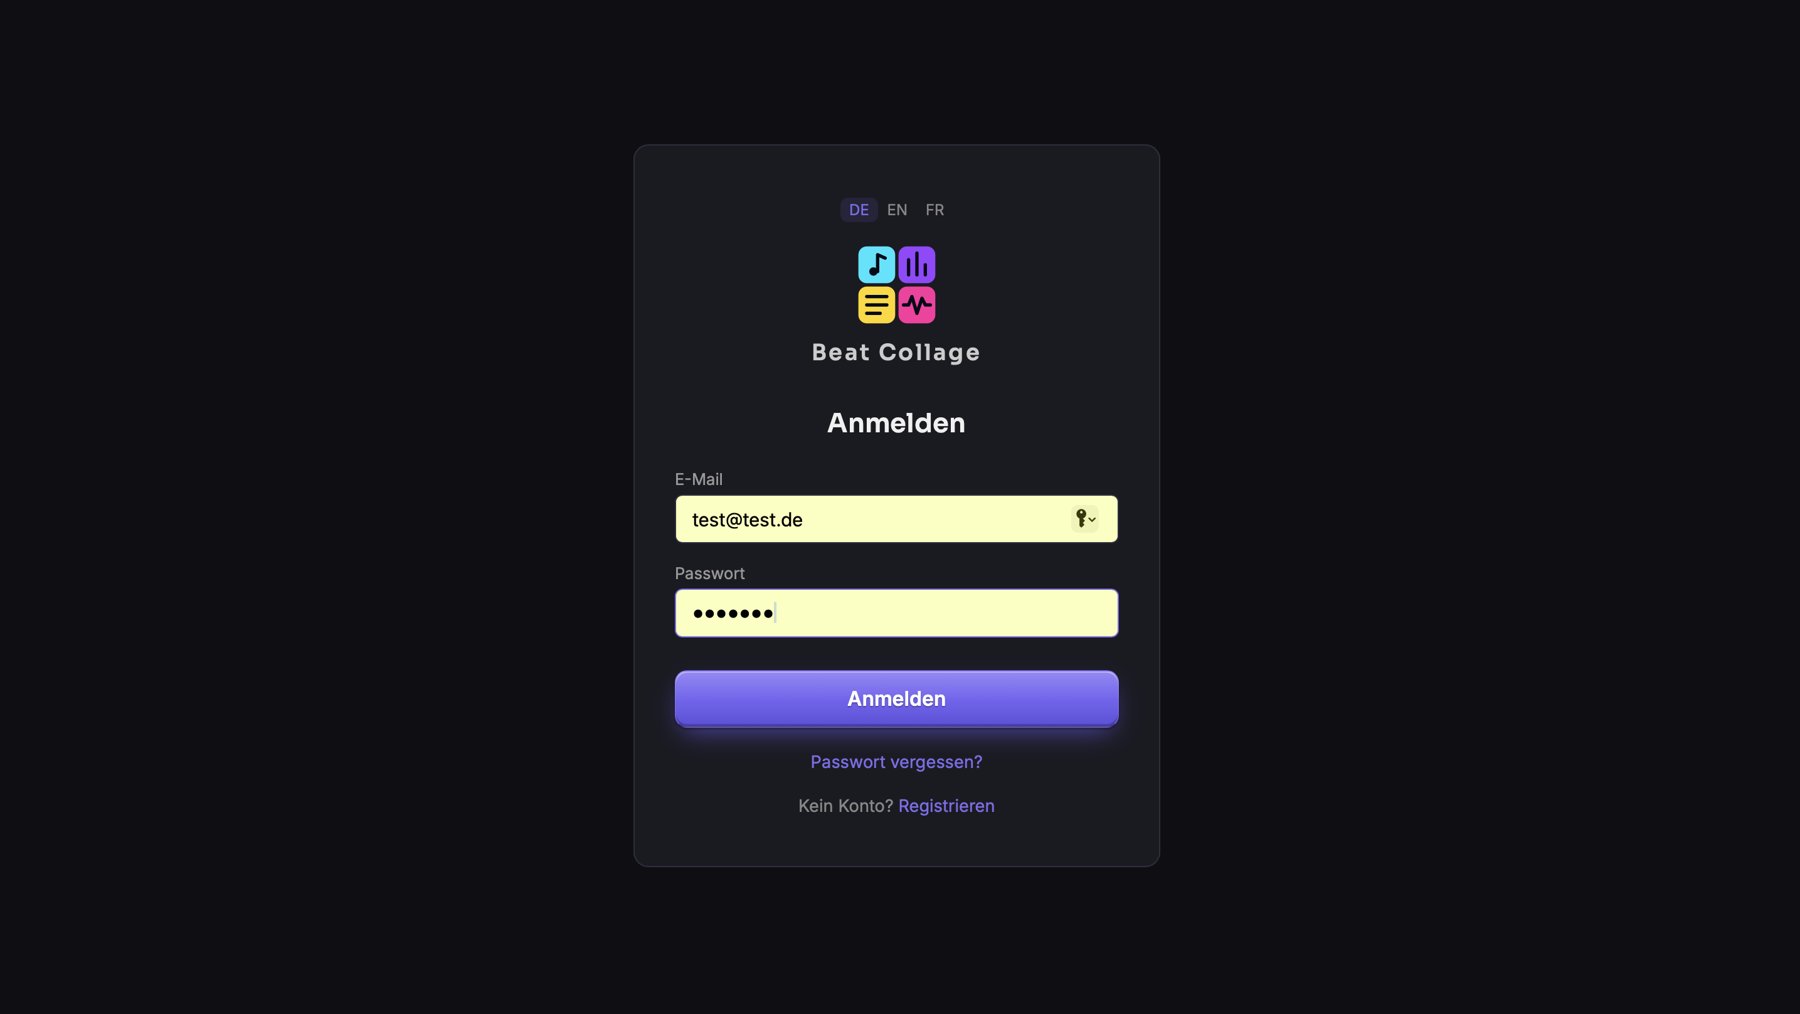 DE EN FR
Beat Collage
Anmelden
E-Mail
test@test.de
Passwort
•••••••
Anmelden
Passwort vergessen?
Kein Konto? Registrieren